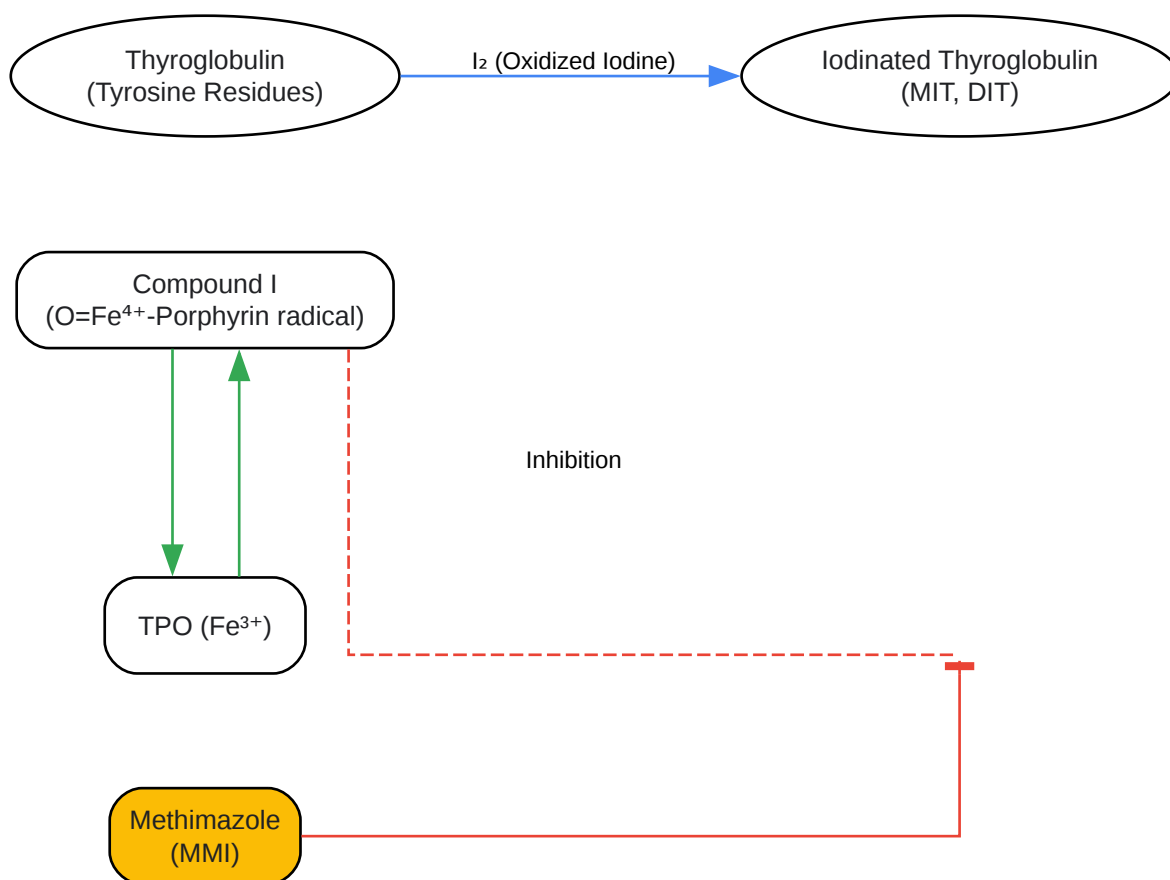 Thyroglobulin
(Tyrosine Residues)
I₂ (Oxidized Iodine)
Iodinated Thyroglobulin
(MIT, DIT)
Compound I
(O=Fe⁴⁺-Porphyrin radical)
Inhibition
TPO (Fe³⁺)
Methimazole
(MMI)